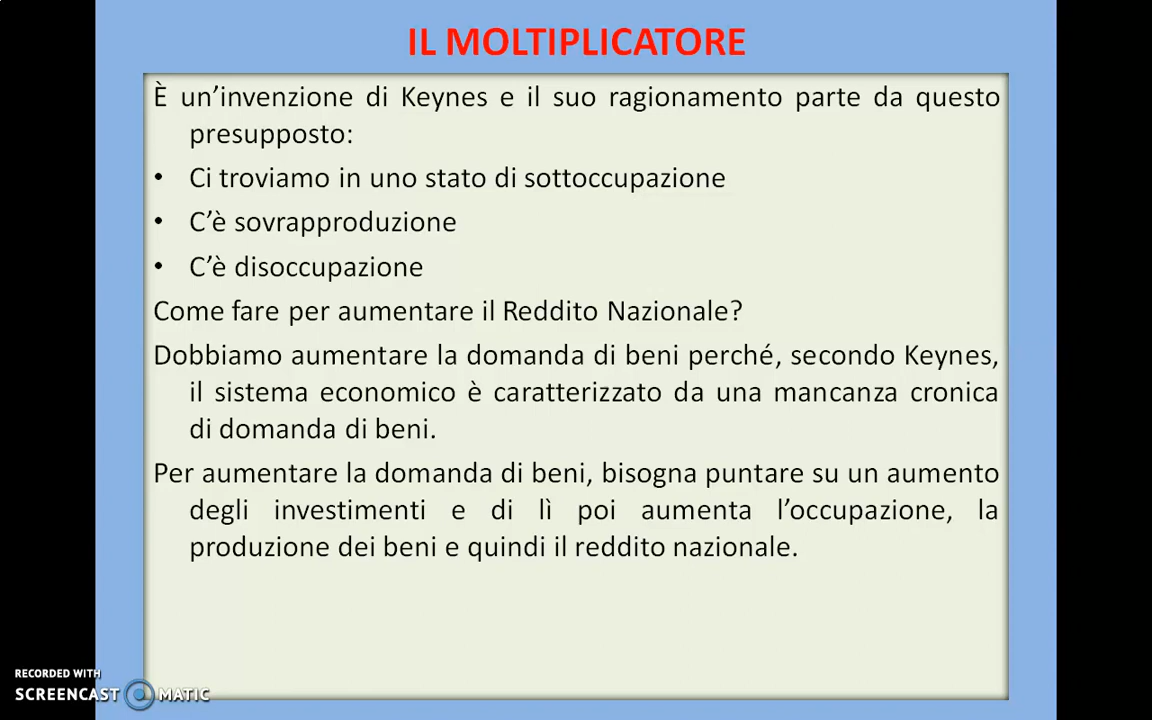 IL MOLTIPLICATORE
È un’invenzione di Keynes e il suo ragionamento parte da questo
presupposto:
• Ci troviamo in uno stato di sottoccupazione
• C’è sovrapproduzione
• C’è disoccupazione
Come fare per aumentare il Reddito Nazionale?
Dobbiamo aumentare la domanda di beni perché, secondo Keynes,
il sistema economico è caratterizzato da una mancanza cronica
di domanda di beni.
Per aumentare la domanda di beni, bisogna puntare su un aumento
degli investimenti e di lì poi aumenta l’occupazione, la
produzione dei beni e quindi il reddito nazionale.
RECORDED WITH
SCREENCAST MATIC